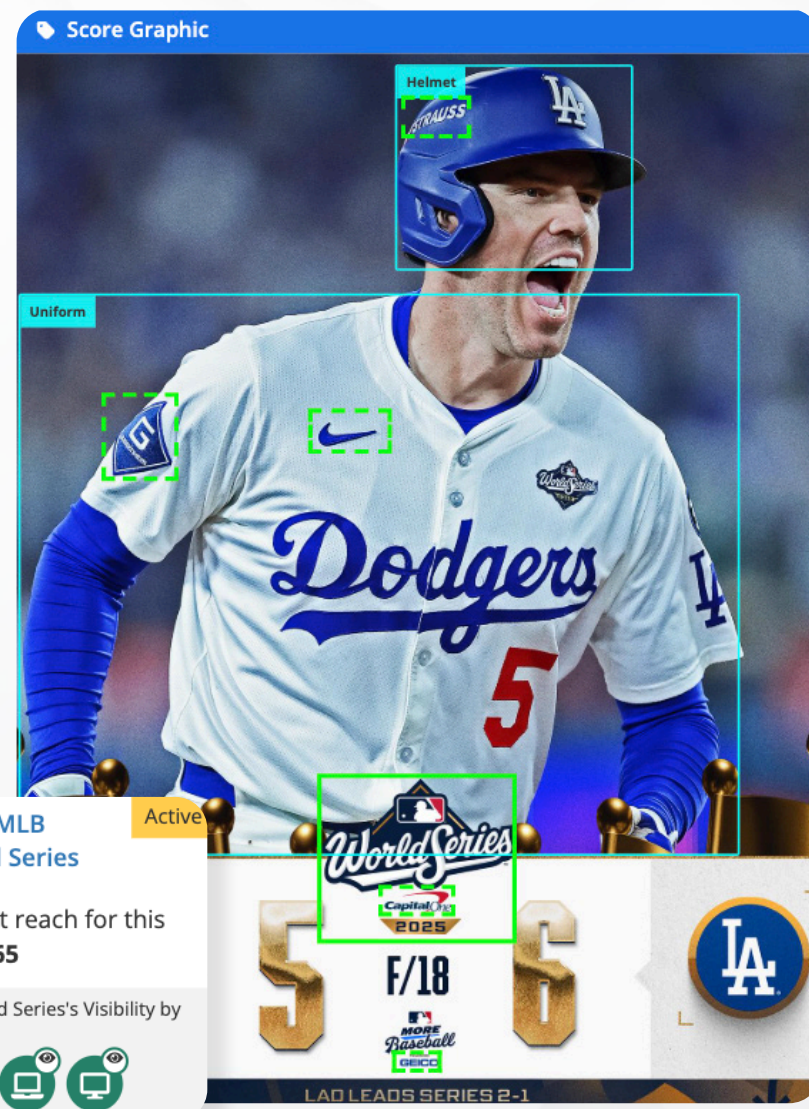 Score Graphic
Helmet
STRAUSS
LA
Uniform
G
World Series
Dodgers
LA
5
MLB
Active
Series
World Series
t reach for this
Capital One
55
2025
5
6
LA
F/18
d Series's Visibility by
MORE
Baseball
GEICO
LAD LEADS SERIES 2-1